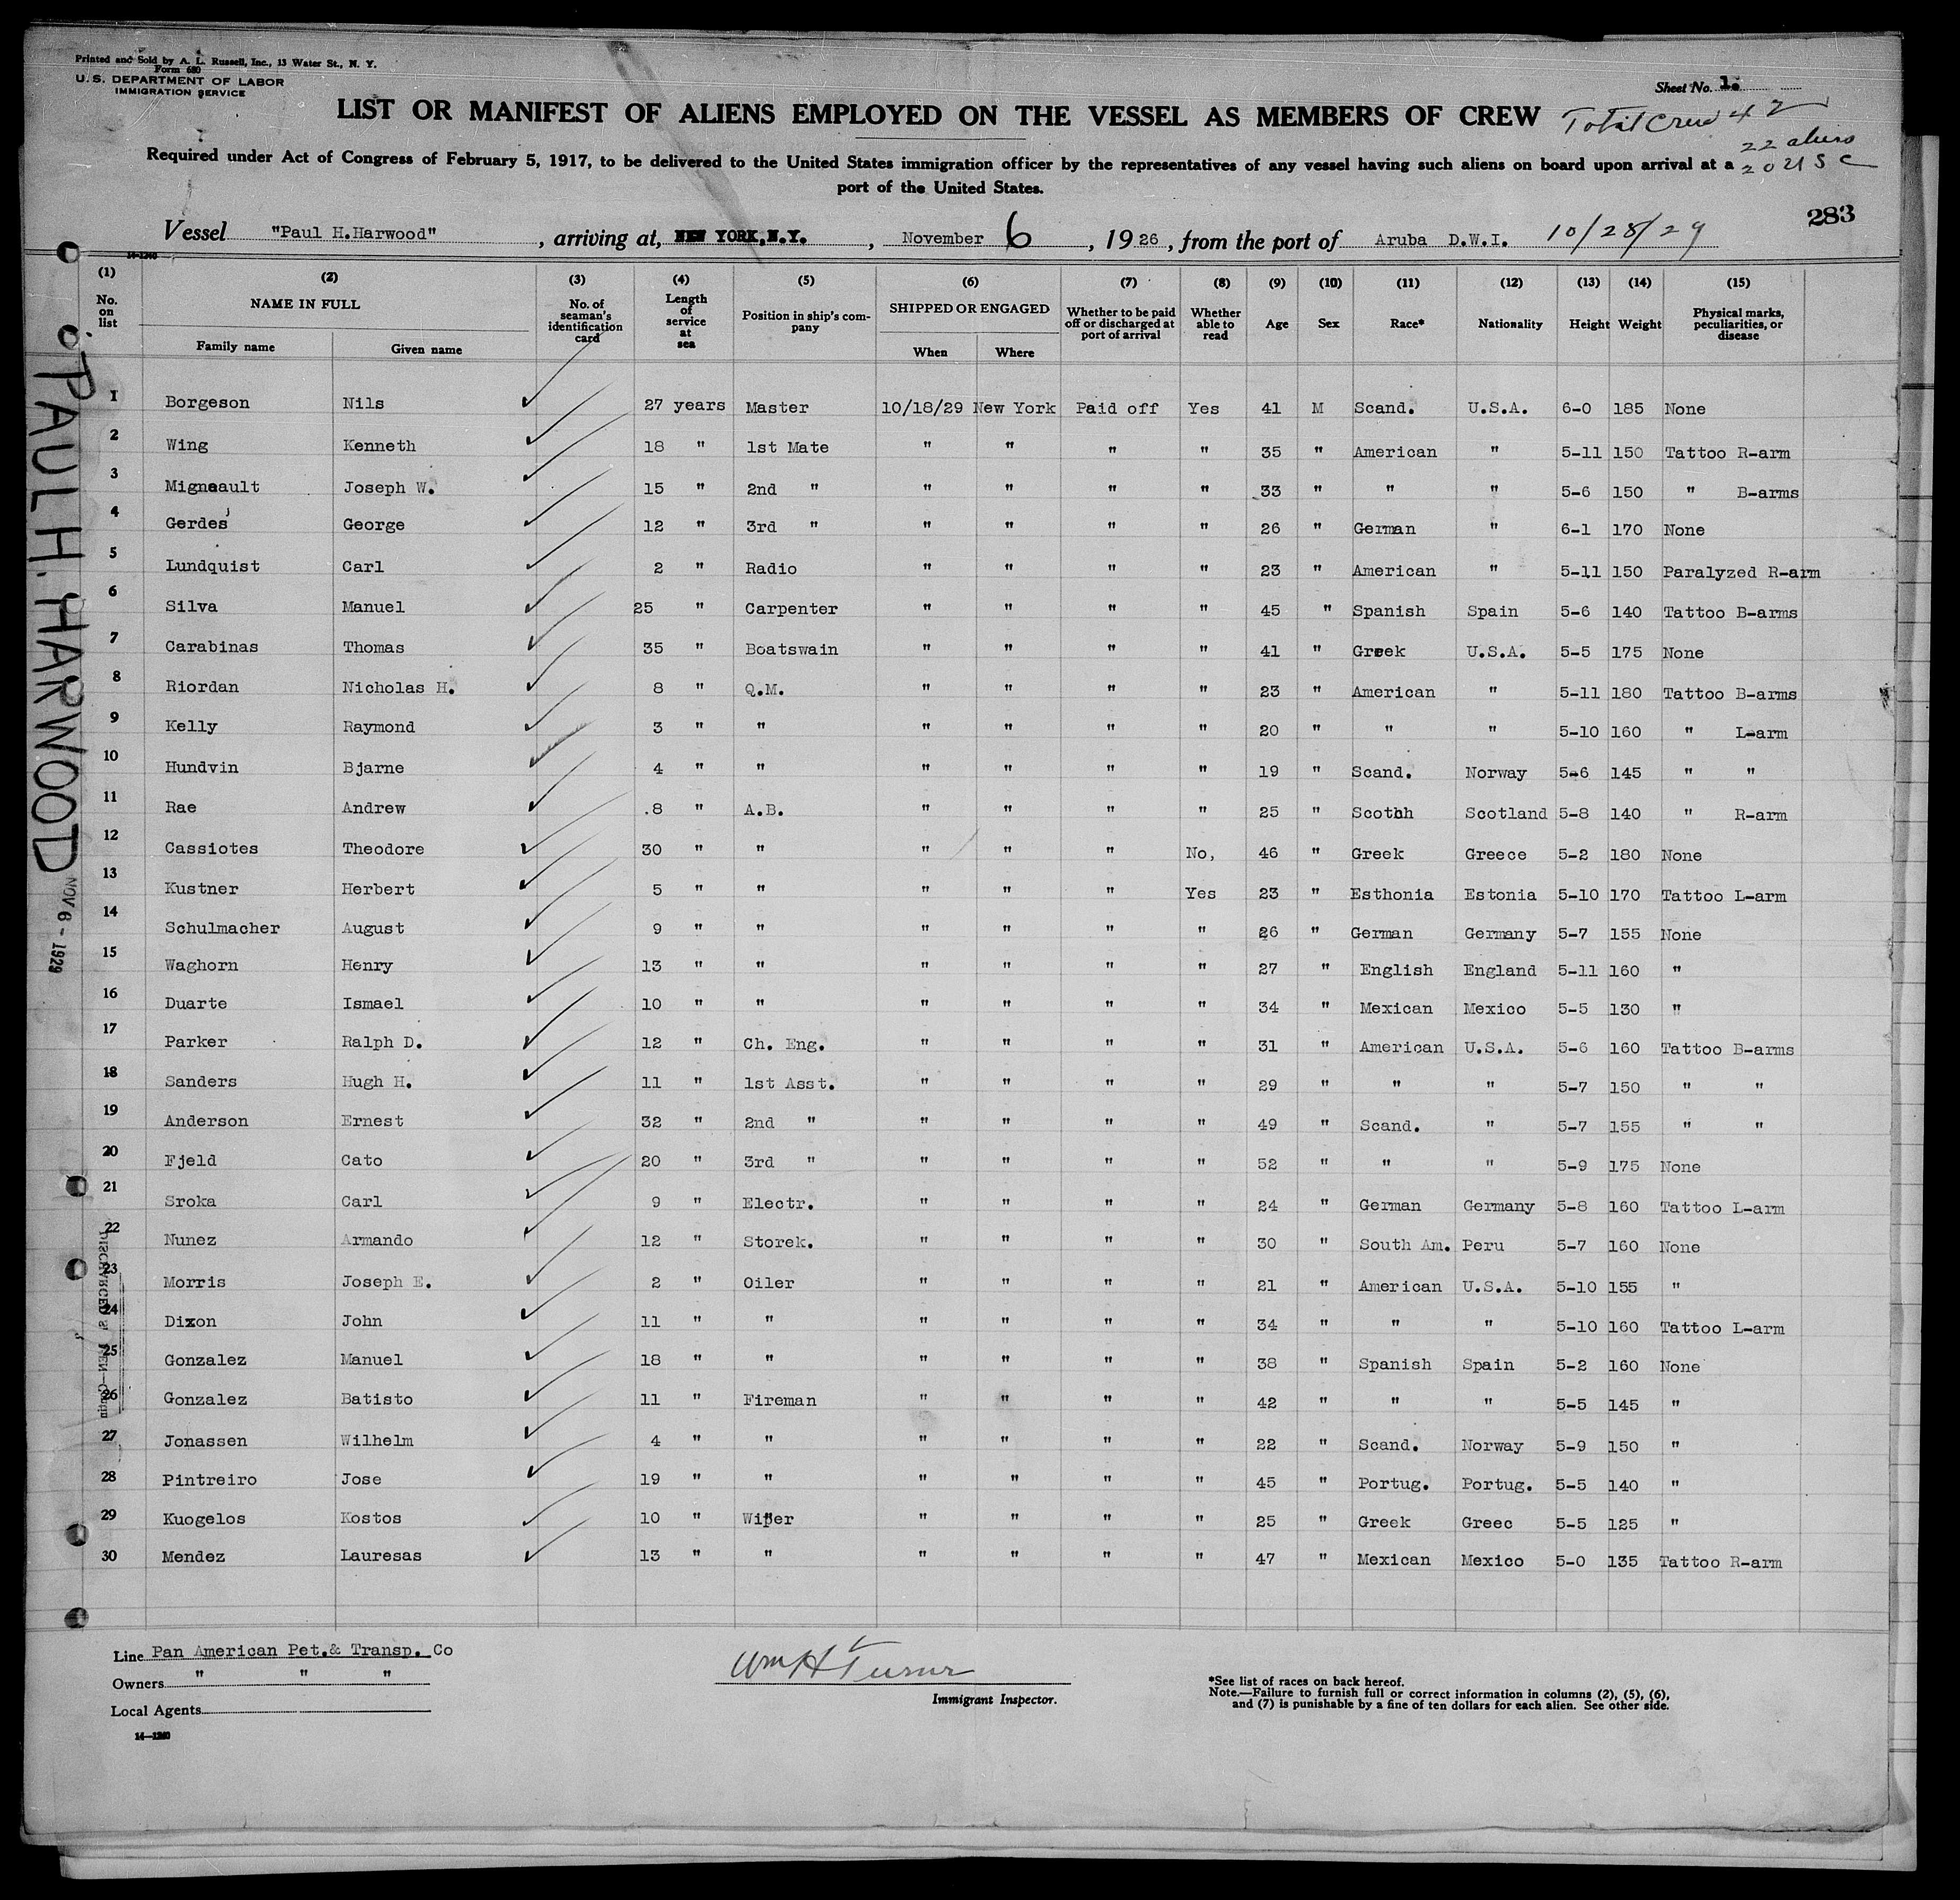 Printed and Sold by A. L. Russell, Inc., 13 Water St., N. Y.
Form 680
U. S. DEPARTMENT OF LABOR
IMMIGRATION SERVICE
Sheet No. 1.
LIST OR MANIFEST OF ALIENS EMPLOYED ON THE VESSEL AS MEMBERS OF CREW
Total Crew 42
22 aliens
20 USC
Required under Act of Congress of February 5, 1917, to be delivered to the United States immigration officer by the representatives of any vessel having such aliens on board upon arrival at a
port of the United States.
283
Vessel "Paul H.Harwood" , arriving at, NEW YORK,N.Y. , November 6 , 19 26 , from the port of Aruba D.W.I. 10/28/29
14-1240
(1) (2) (3) (4) (5) (6) (7) (8) (9) (10) (11) (12) (13) (14) (15)
No. on list NAME IN FULL No. of seaman's identification card Length of service at sea Position in ship's com- pany SHIPPED OR ENGAGED Whether to be paid off or discharged at port of arrival Whether able to read Age Sex Race* Nationality Height Weight Physical marks, peculiarities, or disease
Family name Given name When Where
1 Borgeson Nils 27 years Master 10/18/29 New York Paid off Yes 41 M Scand. U.S.A. 6-0 185 None
2 Wing Kenneth 18 " 1st Mate " " " " 35 " American " 5-11 150 Tattoo R-arm
3 Migneault Joseph W. 15 " 2nd " " " " " 33 " " " 5-6 150 " B-arms
4 Gerdes George 12 " 3rd " " " " " 26 " German " 6-1 170 None
5 Lundquist Carl 2 " Radio " " " " 23 " American " 5-11 150 Paralyzed R-arm
6 Silva Manuel 25 " Carpenter " " " " 45 " Spanish Spain 5-6 140 Tattoo B-arms
7 Carabinas Thomas 35 " Boatswain " " " " 41 " Greek U.S.A. 5-5 175 None
8 Riordan Nicholas H. 8 " Q.M. " " " " 23 " American " 5-11 180 Tattoo B-arms
9 Kelly Raymond 3 " " " " " " 20 " " " 5-10 160 " L-arm
10 Hundvin Bjarne 4 " " " " " " 19 " Scand. Norway 5-6 145 " "
11 Rae Andrew .8 " A.B. " " " " 25 " Scothh Scotland 5-8 140 " R-arm
12 Cassiotes Theodore 30 " " " " " No, 46 " Greek Greece 5-2 180 None
13 Kustner Herbert 5 " " " " " Yes 23 " Esthonia Estonia 5-10 170 Tattoo L-arm
14 Schulmacher August 9 " " " " " " 26 " German Germany 5-7 155 None
15 Waghorn Henry 13 " " " " " " 27 " English England 5-11 160 "
16 Duarte Ismael 10 " " " " " " 34 " Mexican Mexico 5-5 130 "
17 Parker Ralph D. 12 " Ch. Eng. " " " " 31 " American U.S.A. 5-6 160 Tattoo B-arms
18 Sanders Hugh H. 11 " 1st Asst. " " " " 29 " " " 5-7 150 " "
19 Anderson Ernest 32 " 2nd " " " " " 49 " Scand. " 5-7 155 " "
20 Fjeld Cato 20 " 3rd " " " " " 52 " " " 5-9 175 None
21 Sroka Carl 9 " Electr. " " " " 24 " German Germany 5-8 160 Tattoo L-arm
22 Nunez Armando 12 " Storek. " " " " 30 " South Am. Peru 5-7 160 None
23 Morris Joseph E. 2 " Oiler " " " " 21 " American U.S.A. 5-10 155 "
24 Dixon John 11 " " " " " " 34 " " " 5-10 160 Tattoo L-arm
25 Gonzalez Manuel 18 " " " " " " 38 " Spanish Spain 5-2 160 None
26 Gonzalez Batisto 11 " Fireman " " " " 42 " " " 5-5 145 "
27 Jonassen Wilhelm 4 " " " " " " 22 " Scand. Norway 5-9 150 "
28 Pintreiro Jose 19 " " " " " " 45 " Portug. Portug. 5-5 140 "
29 Kuogelos Kostos 10 " Wiper " " " " 25 " Greek Greec 5-5 125 "
30 Mendez Lauresas 13 " " " " " " 47 " Mexican Mexico 5-0 135 Tattoo R-arm
PAUL H. HARWOOD
NOV 6 - 1929
Line Pan American Pet.& Transp. Co
Owners " " "
Local Agents
14-1240
Wm H Turner
Immigrant Inspector.
*See list of races on back hereof.
Note.—Failure to furnish full or correct information in columns (2), (5), (6),
and (7) is punishable by a fine of ten dollars for each alien. See other side.